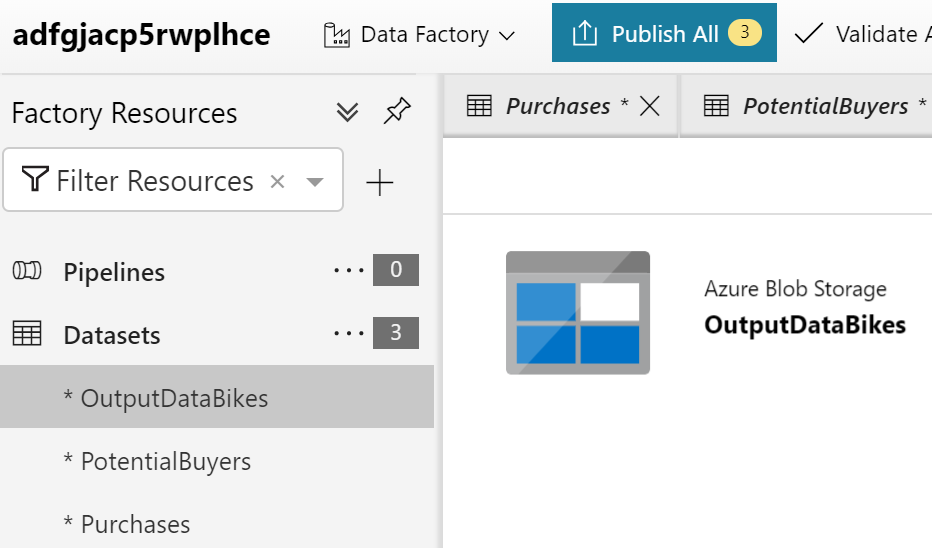 adfgjacp5rwplhce
Data Factory
Publish All 3
Validate A
Factory Resources
Filter Resources
Pipelines 0
Datasets 3
* OutputDataBikes
* PotentialBuyers
* Purchases
Purchases *
PotentialBuyers *
Azure Blob Storage
OutputDataBikes